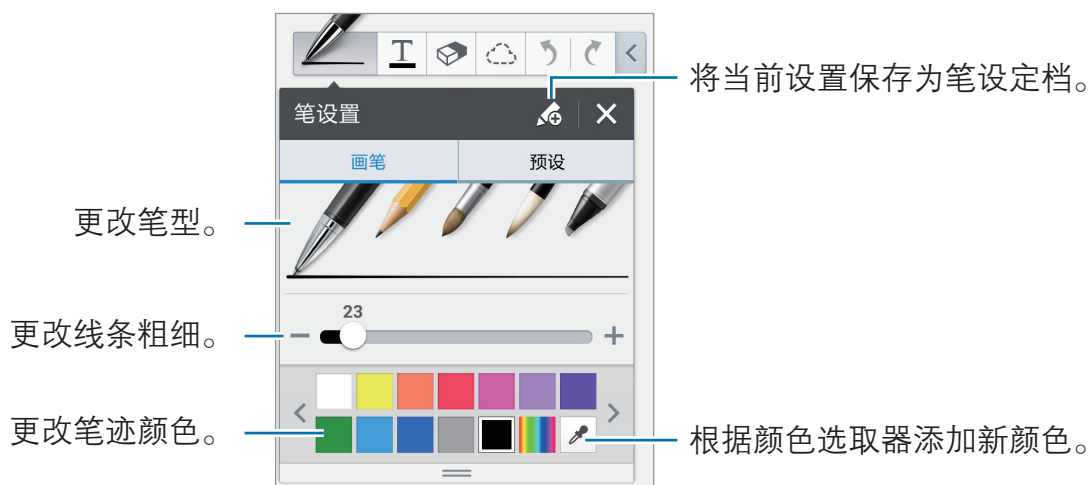 T
将当前设置保存为笔设定档。
笔设置
画笔
预设
更改笔型。
23
更改线条粗细。
更改笔迹颜色。
根据颜色选取器添加新颜色。